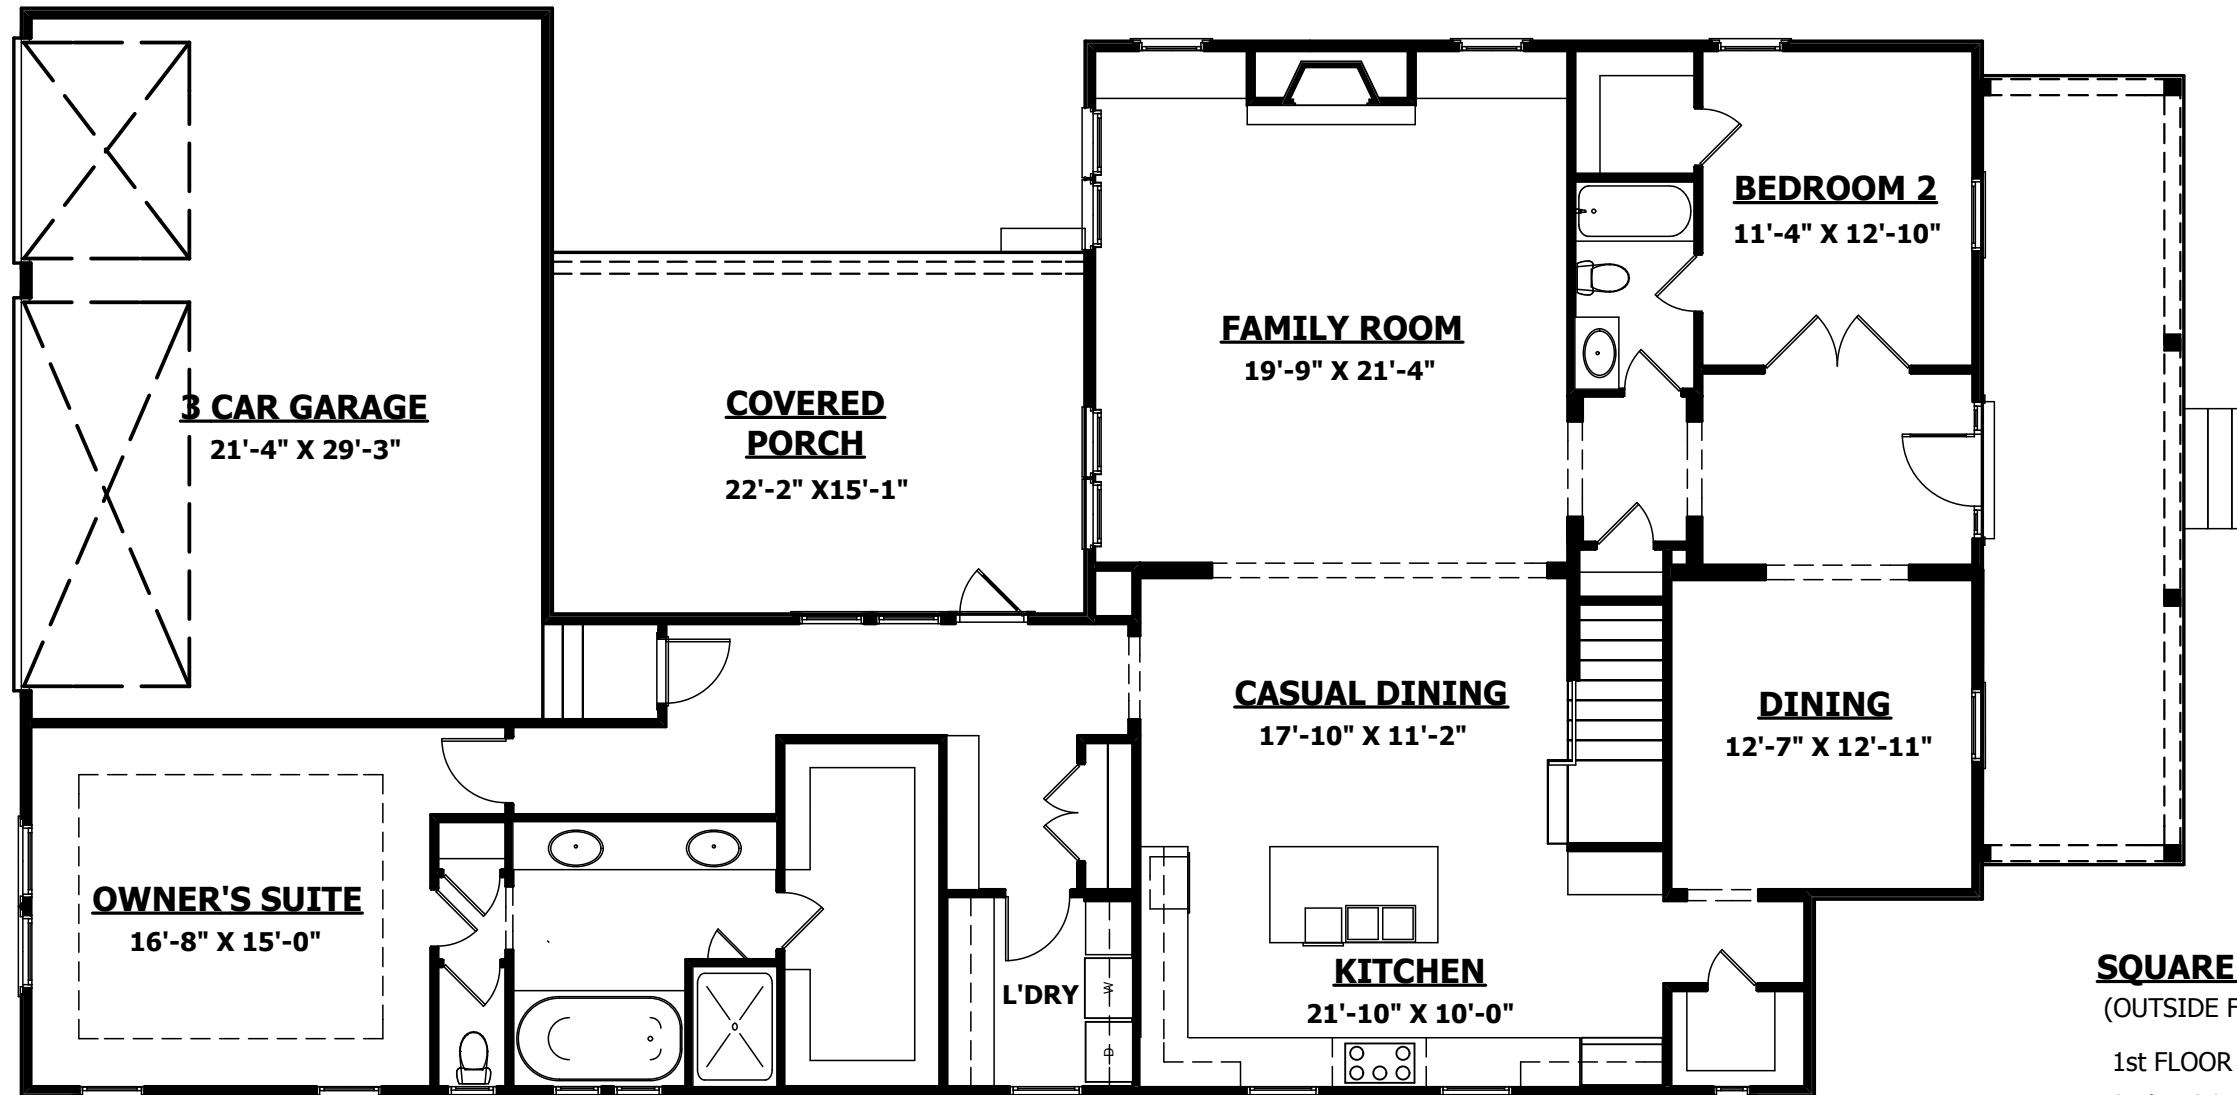 BEDROOM 2
11'-4" X 12'-10"
FAMILY ROOM
19'-9" X 21'-4"
3 CAR GARAGE
21'-4" X 29'-3"
COVERED
PORCH
22'-2" X15'-1"
CASUAL DINING
17'-10" X 11'-2"
DINING
12'-7" X 12'-11"
OWNER'S SUITE
16'-8" X 15'-0"
L'DRY
W
D
KITCHEN
21'-10" X 10'-0"
SQUARE
(OUTSIDE F
1st FLOOR